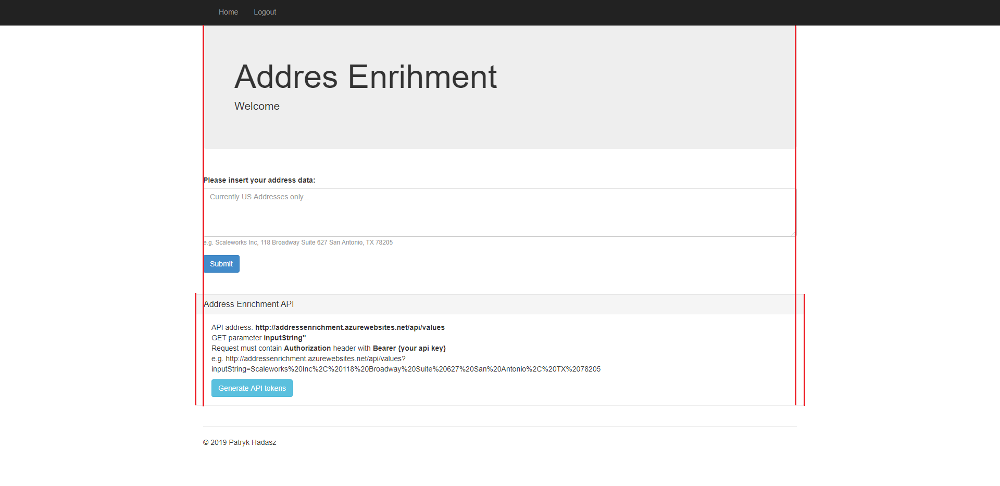 Home Logout
Addres Enrihment
Welcome
Please insert your address data:
Currently US Addresses only...
e.g. Scaleworks Inc, 118 Broadway Suite 627 San Antonio, TX 78205
Submit
Address Enrichment API
API address: http://addressenrichment.azurewebsites.net/api/values
GET parameter inputString"
Request must contain Authorization header with Bearer {your api key}
e.g. http://addressenrichment.azurewebsites.net/api/values?
inputString=Scaleworks%20Inc%2C%20118%20Broadway%20Suite%20627%20San%20Antonio%2C%20TX%2078205
Generate API tokens
© 2019 Patryk Hadasz